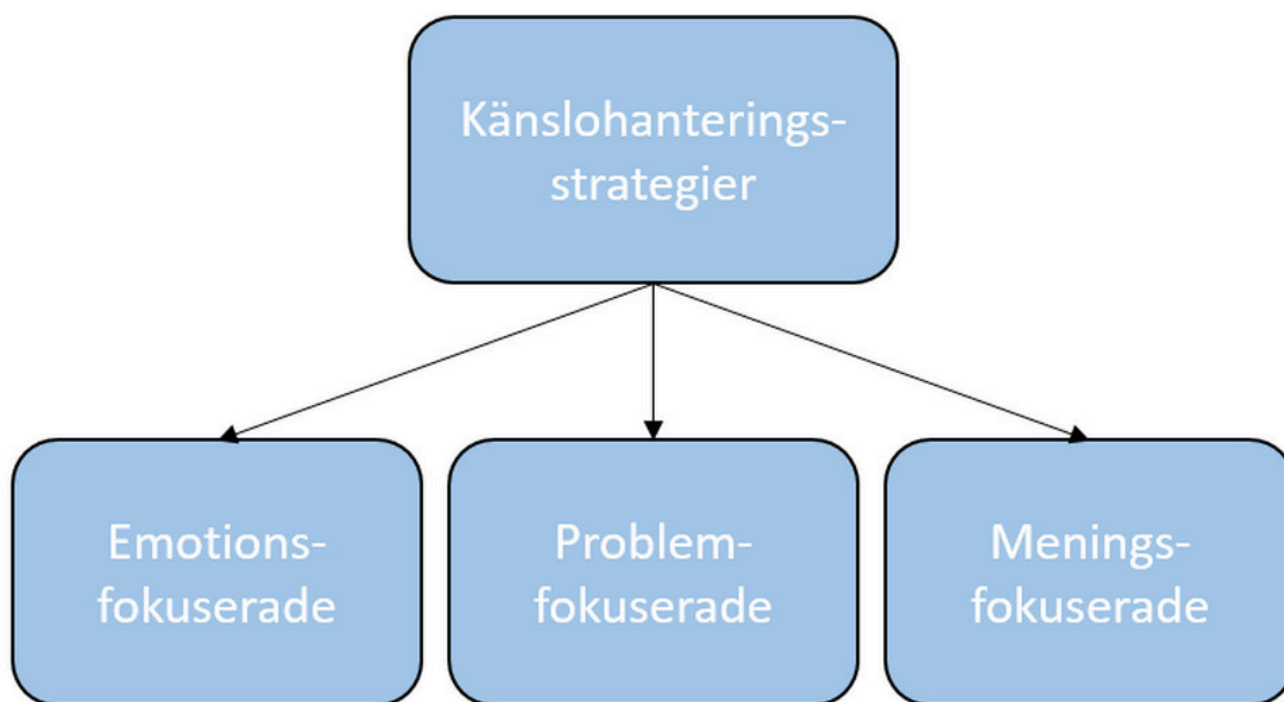 Känslohanterings-
strategier
Emotions-
fokuserade
Problem-
fokuserade
Menings-
fokuserade